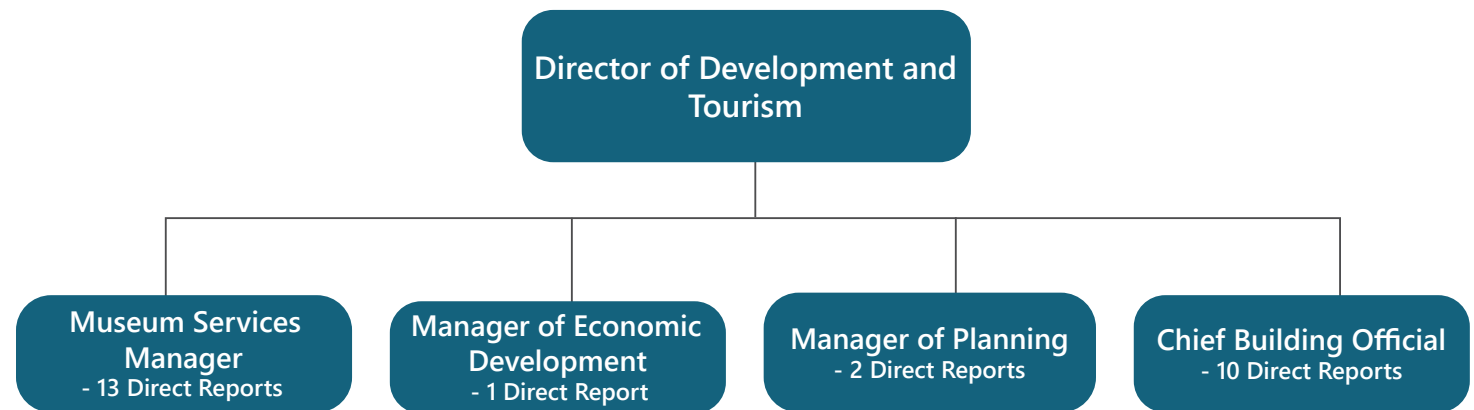 Director of Development and
Tourism
Museum Services
Manager
- 13 Direct Reports
Manager of Economic
Development
- 1 Direct Report
Manager of Planning
- 2 Direct Reports
Chief Building Official
- 10 Direct Reports